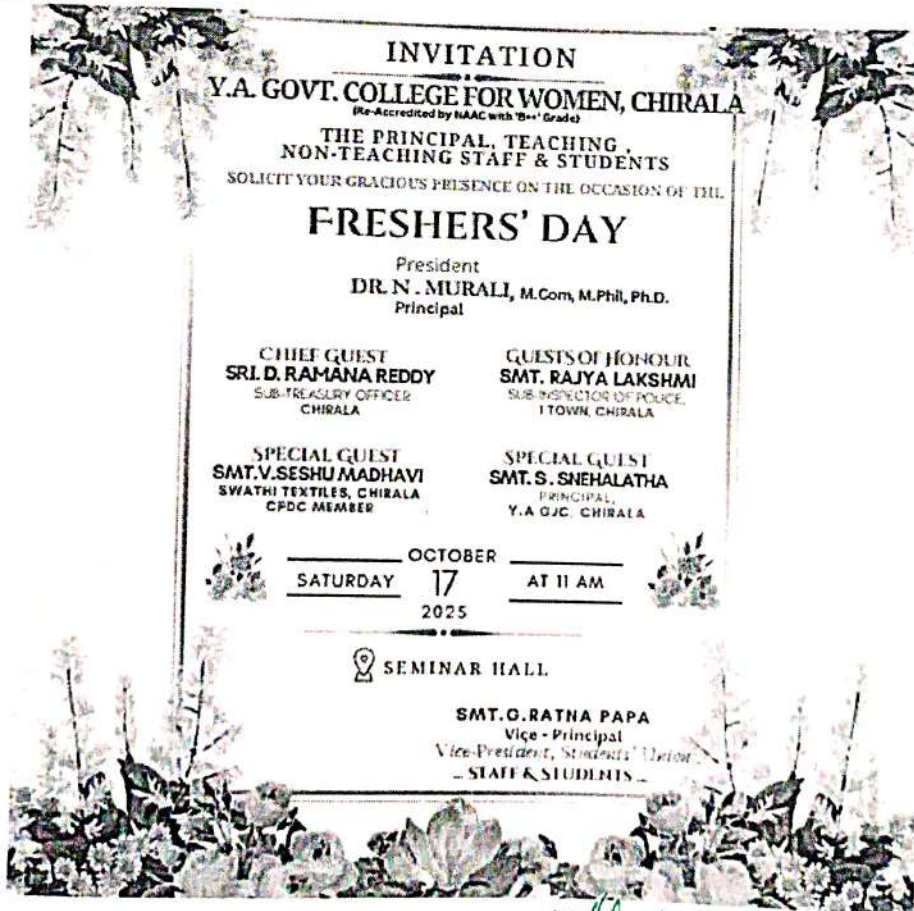 INVITATION
Y.A. GOVT. COLLEGE FOR WOMEN, CHIRALA
(Re-Accredited by NAAC with 'B++' Grade)
THE PRINCIPAL, TEACHING ,
NON-TEACHING STAFF & STUDENTS
SOLICIT YOUR GRACIOUS PRESENCE ON THE OCCASION OF THE
FRESHERS' DAY
President
DR. N . MURALI, M.Com, M.Phil, Ph.D.
Principal
CHIEF GUEST
SRI. D. RAMANA REDDY
SUB-TREASURY OFFICER
CHIRALA
GUESTS OF HONOUR
SMT. RAJYA LAKSHMI
SUB-INSPECTOR OF POLICE,
I TOWN, CHIRALA
SPECIAL GUEST
SMT.V.SESHU MADHAVI
SWATHI TEXTILES, CHIRALA
CPDC MEMBER
SPECIAL GUEST
SMT. S . SNEHALATHA
PRINCIPAL,
Y.A GJC, CHIRALA
OCTOBER
SATURDAY 17 AT 11 AM
2025
SEMINAR HALL
SMT.G.RATNA PAPA
Vice - Principal
Vice-President, Students' Union
_ STAFF & STUDENTS _